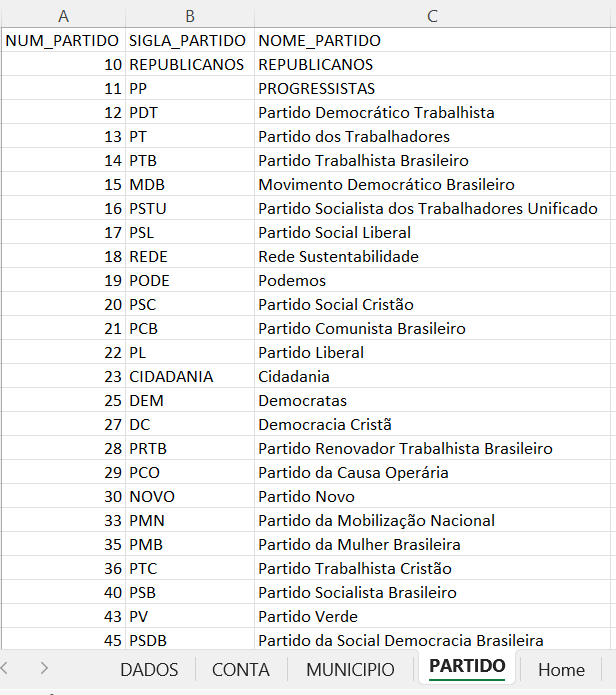 A B C
NUM_PARTIDO SIGLA_PARTIDO NOME_PARTIDO
10 REPUBLICANOS REPUBLICANOS
11 PP PROGRESSISTAS
12 PDT Partido Democrático Trabalhista
13 PT Partido dos Trabalhadores
14 PTB Partido Trabalhista Brasileiro
15 MDB Movimento Democrático Brasileiro
16 PSTU Partido Socialista dos Trabalhadores Unificado
17 PSL Partido Social Liberal
18 REDE Rede Sustentabilidade
19 PODE Podemos
20 PSC Partido Social Cristão
21 PCB Partido Comunista Brasileiro
22 PL Partido Liberal
23 CIDADANIA Cidadania
25 DEM Democratas
27 DC Democracia Cristã
28 PRTB Partido Renovador Trabalhista Brasileiro
29 PCO Partido da Causa Operária
30 NOVO Partido Novo
33 PMN Partido da Mobilização Nacional
35 PMB Partido da Mulher Brasileira
36 PTC Partido Trabalhista Cristão
40 PSB Partido Socialista Brasileiro
43 PV Partido Verde
45 PSDB Partido da Social Democracia Brasileira
DADOS CONTA MUNICIPIO PARTIDO Home